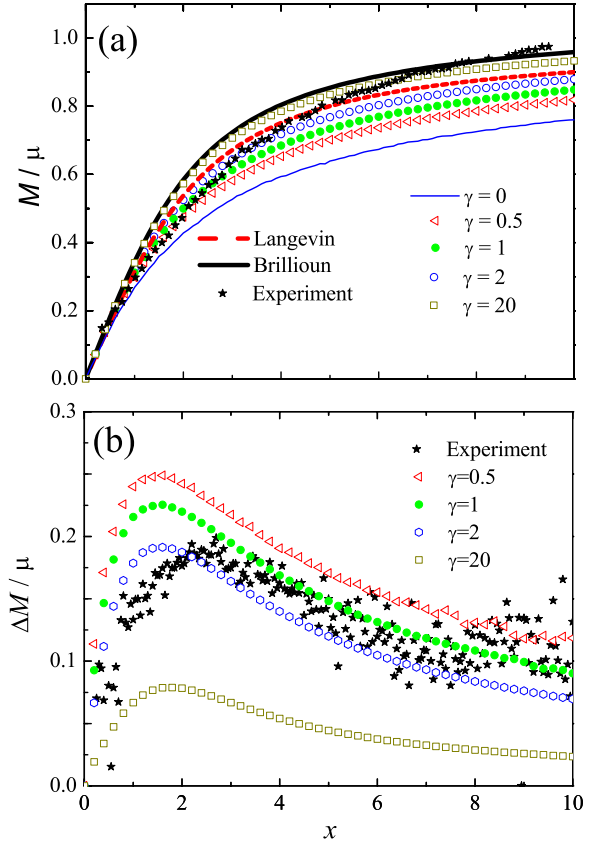 (a)
M / μ
1.0
0.8
0.6
0.4
0.2
0.0
Langevin
Brillioun
Experiment
γ = 0
γ = 0.5
γ = 1
γ = 2
γ = 20
(b)
ΔM / μ
0.3
0.2
0.1
0.0
Experiment
γ=0.5
γ=1
γ=2
γ=20
0 2 4 6 8 10
x